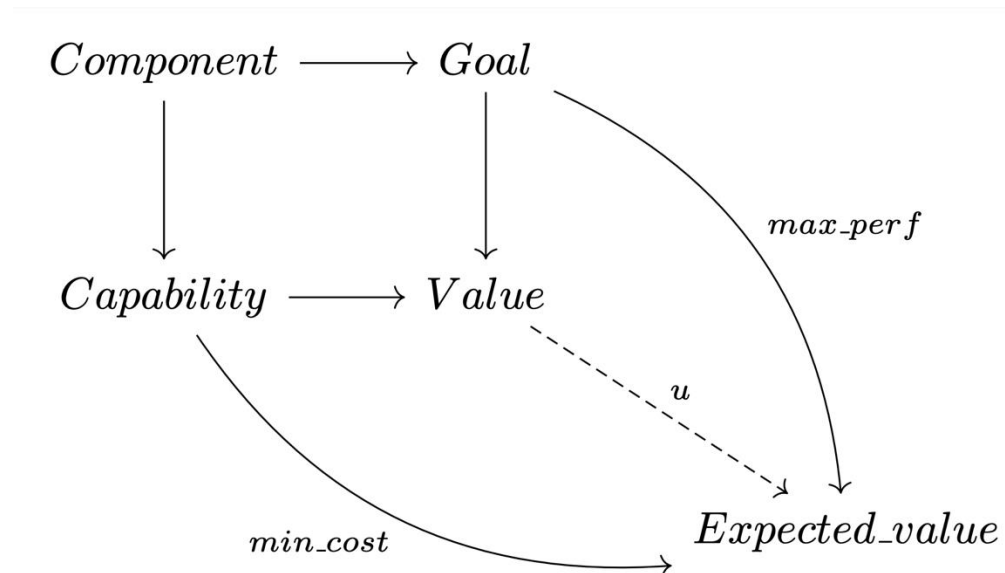 Component Goal
max_perf
Capability Value
u
Expected_value
min_cost